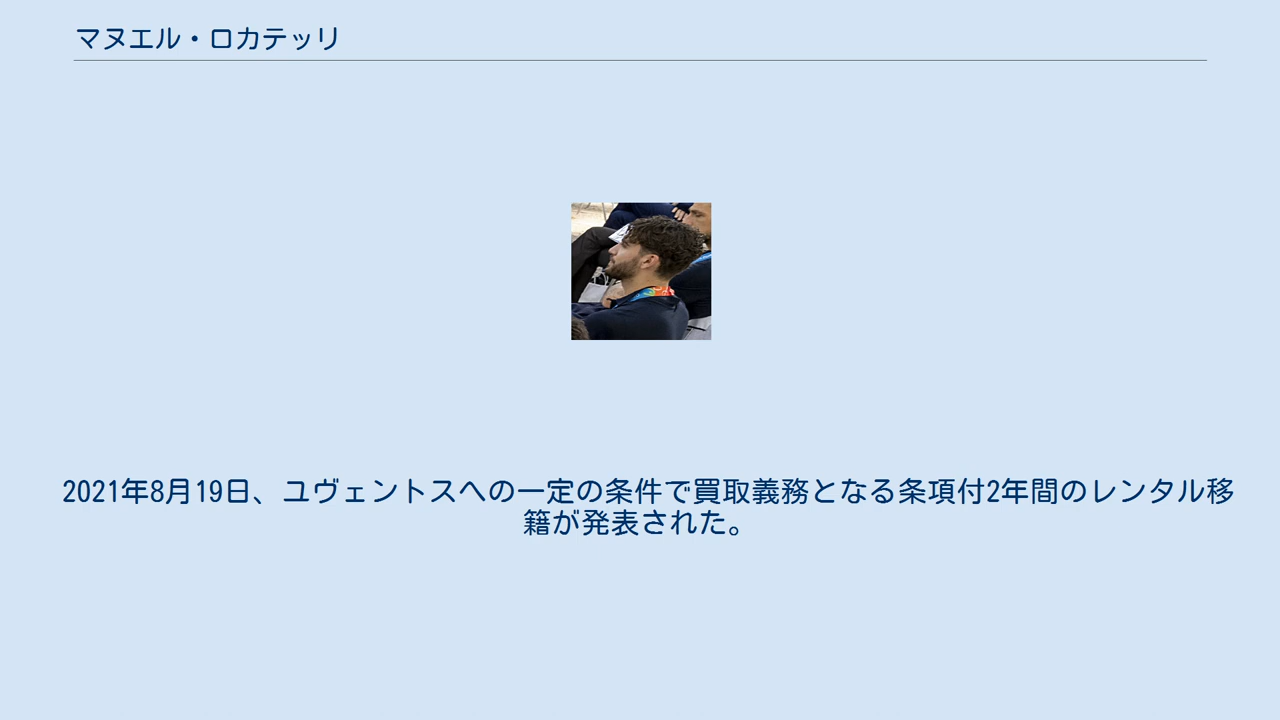 マヌエル・ロカテッリ
2021年8月19日、ユヴェントスへの一定の条件で買取義務となる条項付2年間のレンタル移
籍が発表された。